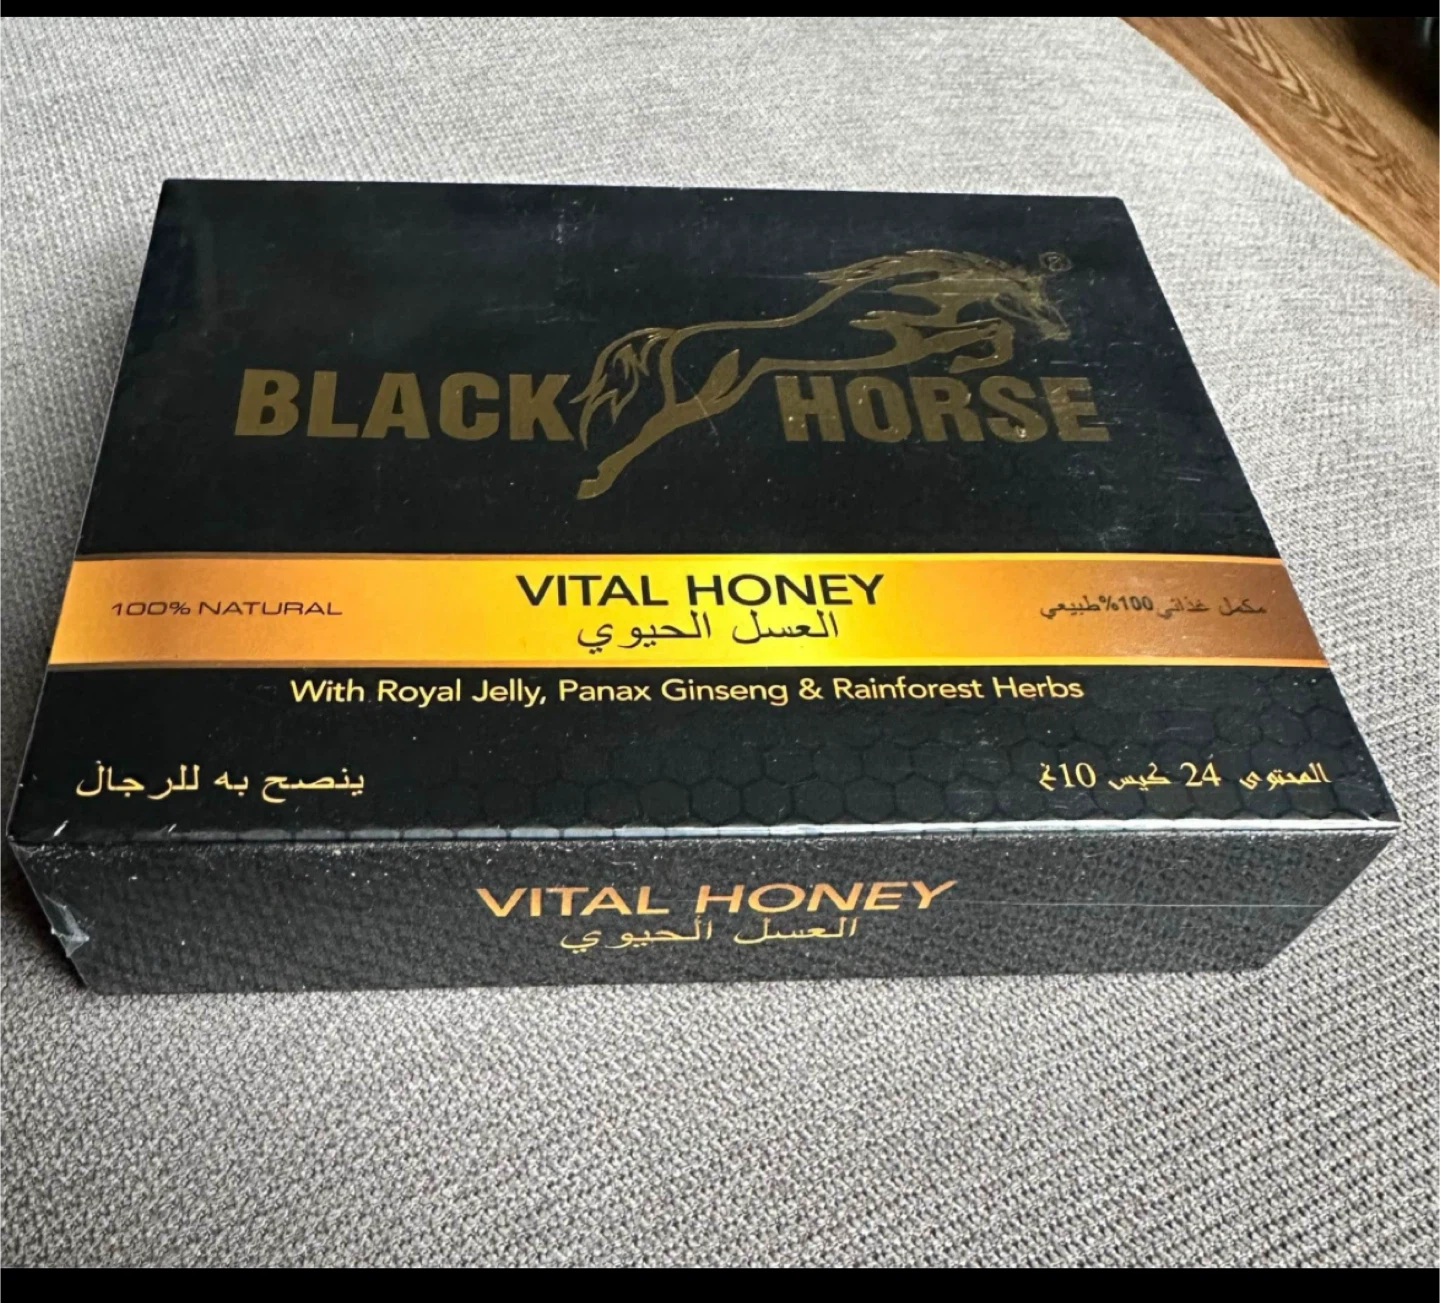 ®
BLACK HORSE
100% NATURAL
VITAL HONEY
العسل الحيوي
مكمل غذائي 100% طبيعي
With Royal Jelly, Panax Ginseng & Rainforest Herbs
ينصح به للرجال
المحتوى 24 كيس 10غ
VITAL HONEY
العسل الحيوي